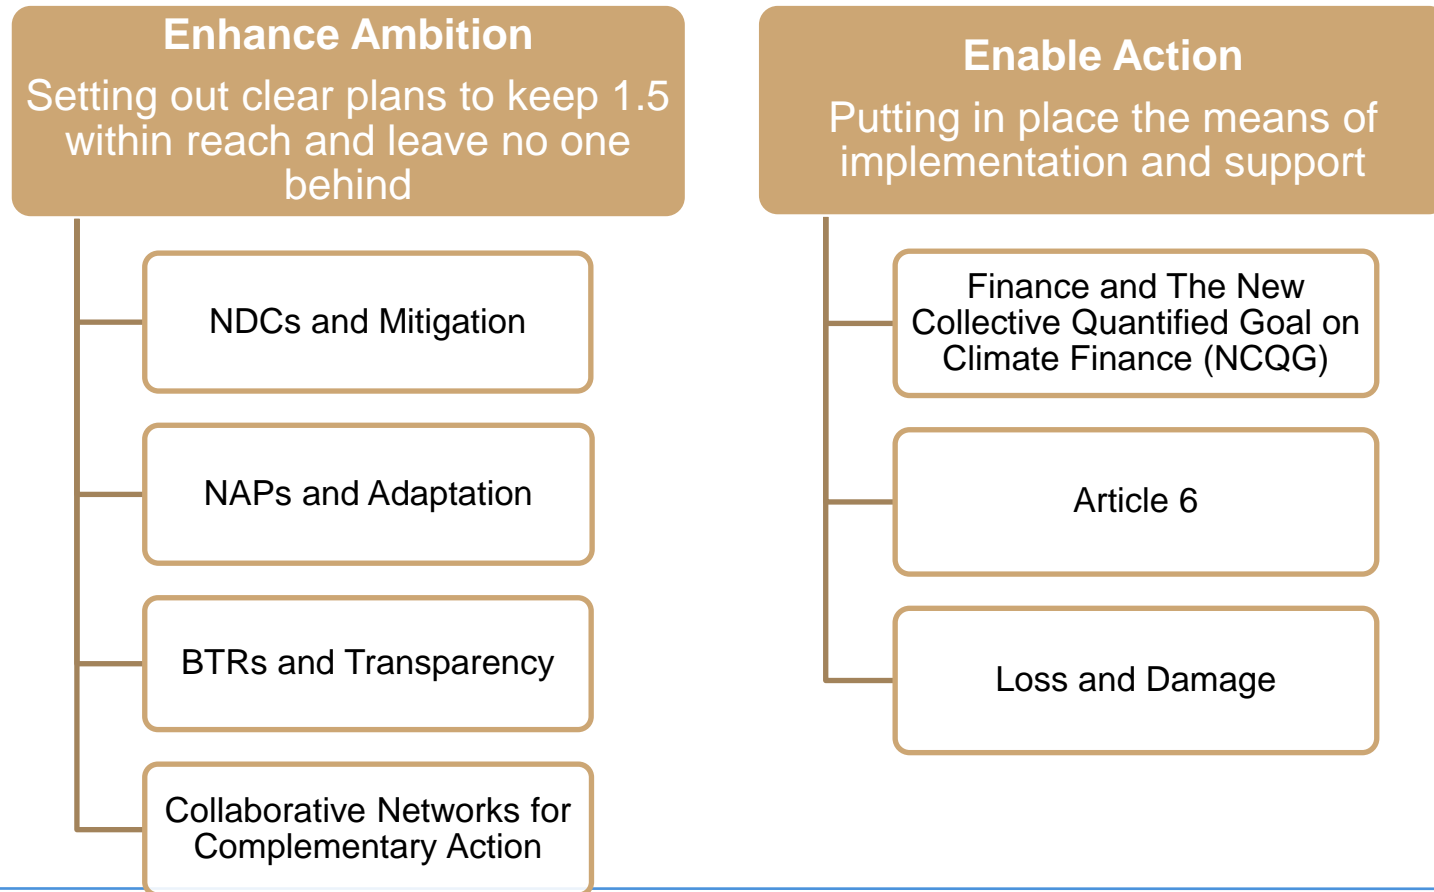 Enhance Ambition
Setting out clear plans to keep 1.5
within reach and leave no one
behind
NDCs and Mitigation
NAPs and Adaptation
BTRs and Transparency
Collaborative Networks for
Complementary Action
Enable Action
Putting in place the means of
implementation and support
Finance and The New
Collective Quantified Goal on
Climate Finance (NCQG)
Article 6
Loss and Damage